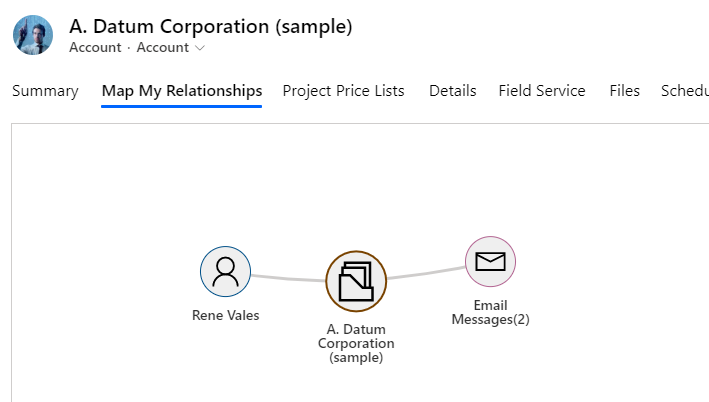 A. Datum Corporation (sample)
Account · Account
Summary Map My Relationships Project Price Lists Details Field Service Files Schedu
Rene Vales
A. Datum
Corporation
(sample)
Email
Messages(2)